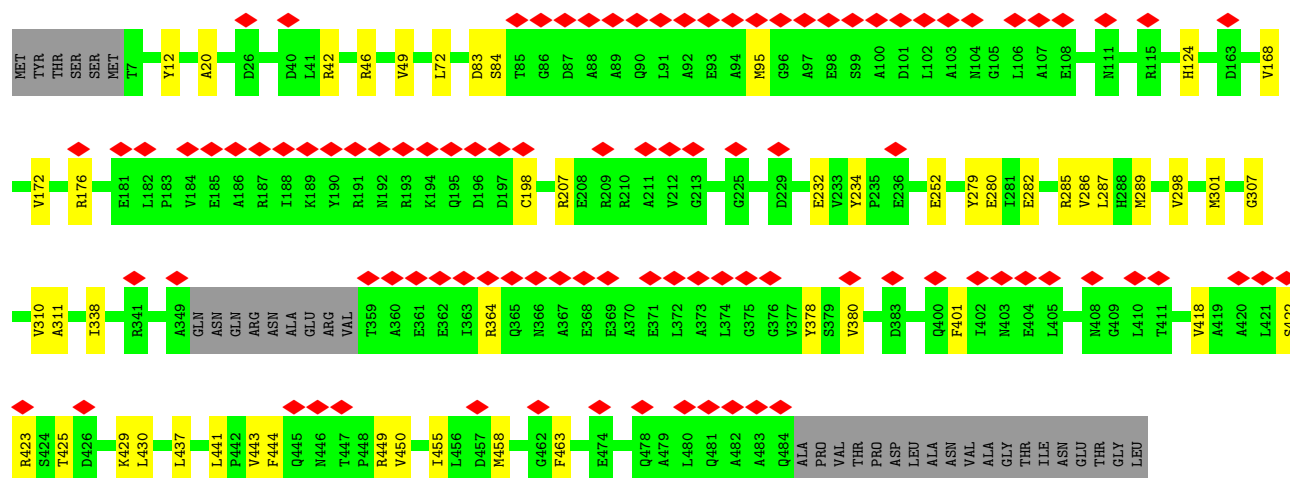 MET TYR THR SER SER MET T7 Y12 A20 D26 D40 L41 R42 R46 V49 L72 D83 S84 T85 G86 D87 A88 A89 Q90 L91 A92 E93 A94 M95 G96 A97 E98 S99 A100 D101 L102 A103 N104 G105 L106 A107 E108 N111 R115 H124 D163 V168
V172 R176 E181 L182 P183 V184 E185 A186 R187 I188 K189 Y190 R191 N192 R193 K194 Q195 D196 D197 C198 R207 E208 R209 R210 A211 V212 G213 G225 D229 E232 V233 Y234 P235 E236 E252 Y279 E280 I281 E282 R285 V286 L287 H288 M289 V298 M301 G307
V310 A311 I338 R341 A349 GLN ASN GLN ARG ASN ALA GLU ARG VAL T359 A360 E361 E362 I363 R364 Q365 N366 A367 E368 E369 A370 E371 L372 A373 L374 G375 G376 V377 Y378 S379 V380 D383 Q400 F401 I402 N403 E404 L405 N408 G409 L410 T411 V418 A419 A420 L421 S422
R423 S424 T425 D426 K429 L430 L437 L441 P442 V443 F444 Q445 N446 T447 P448 R449 V450 I455 L456 D457 M458 G462 F463 E474 Q478 A479 L480 Q481 A482 A483 Q484 ALA PRO VAL THR PRO ASP LEU ALA ASN VAL ALA GLY THR ILE ASN GLU THR GLY LEU